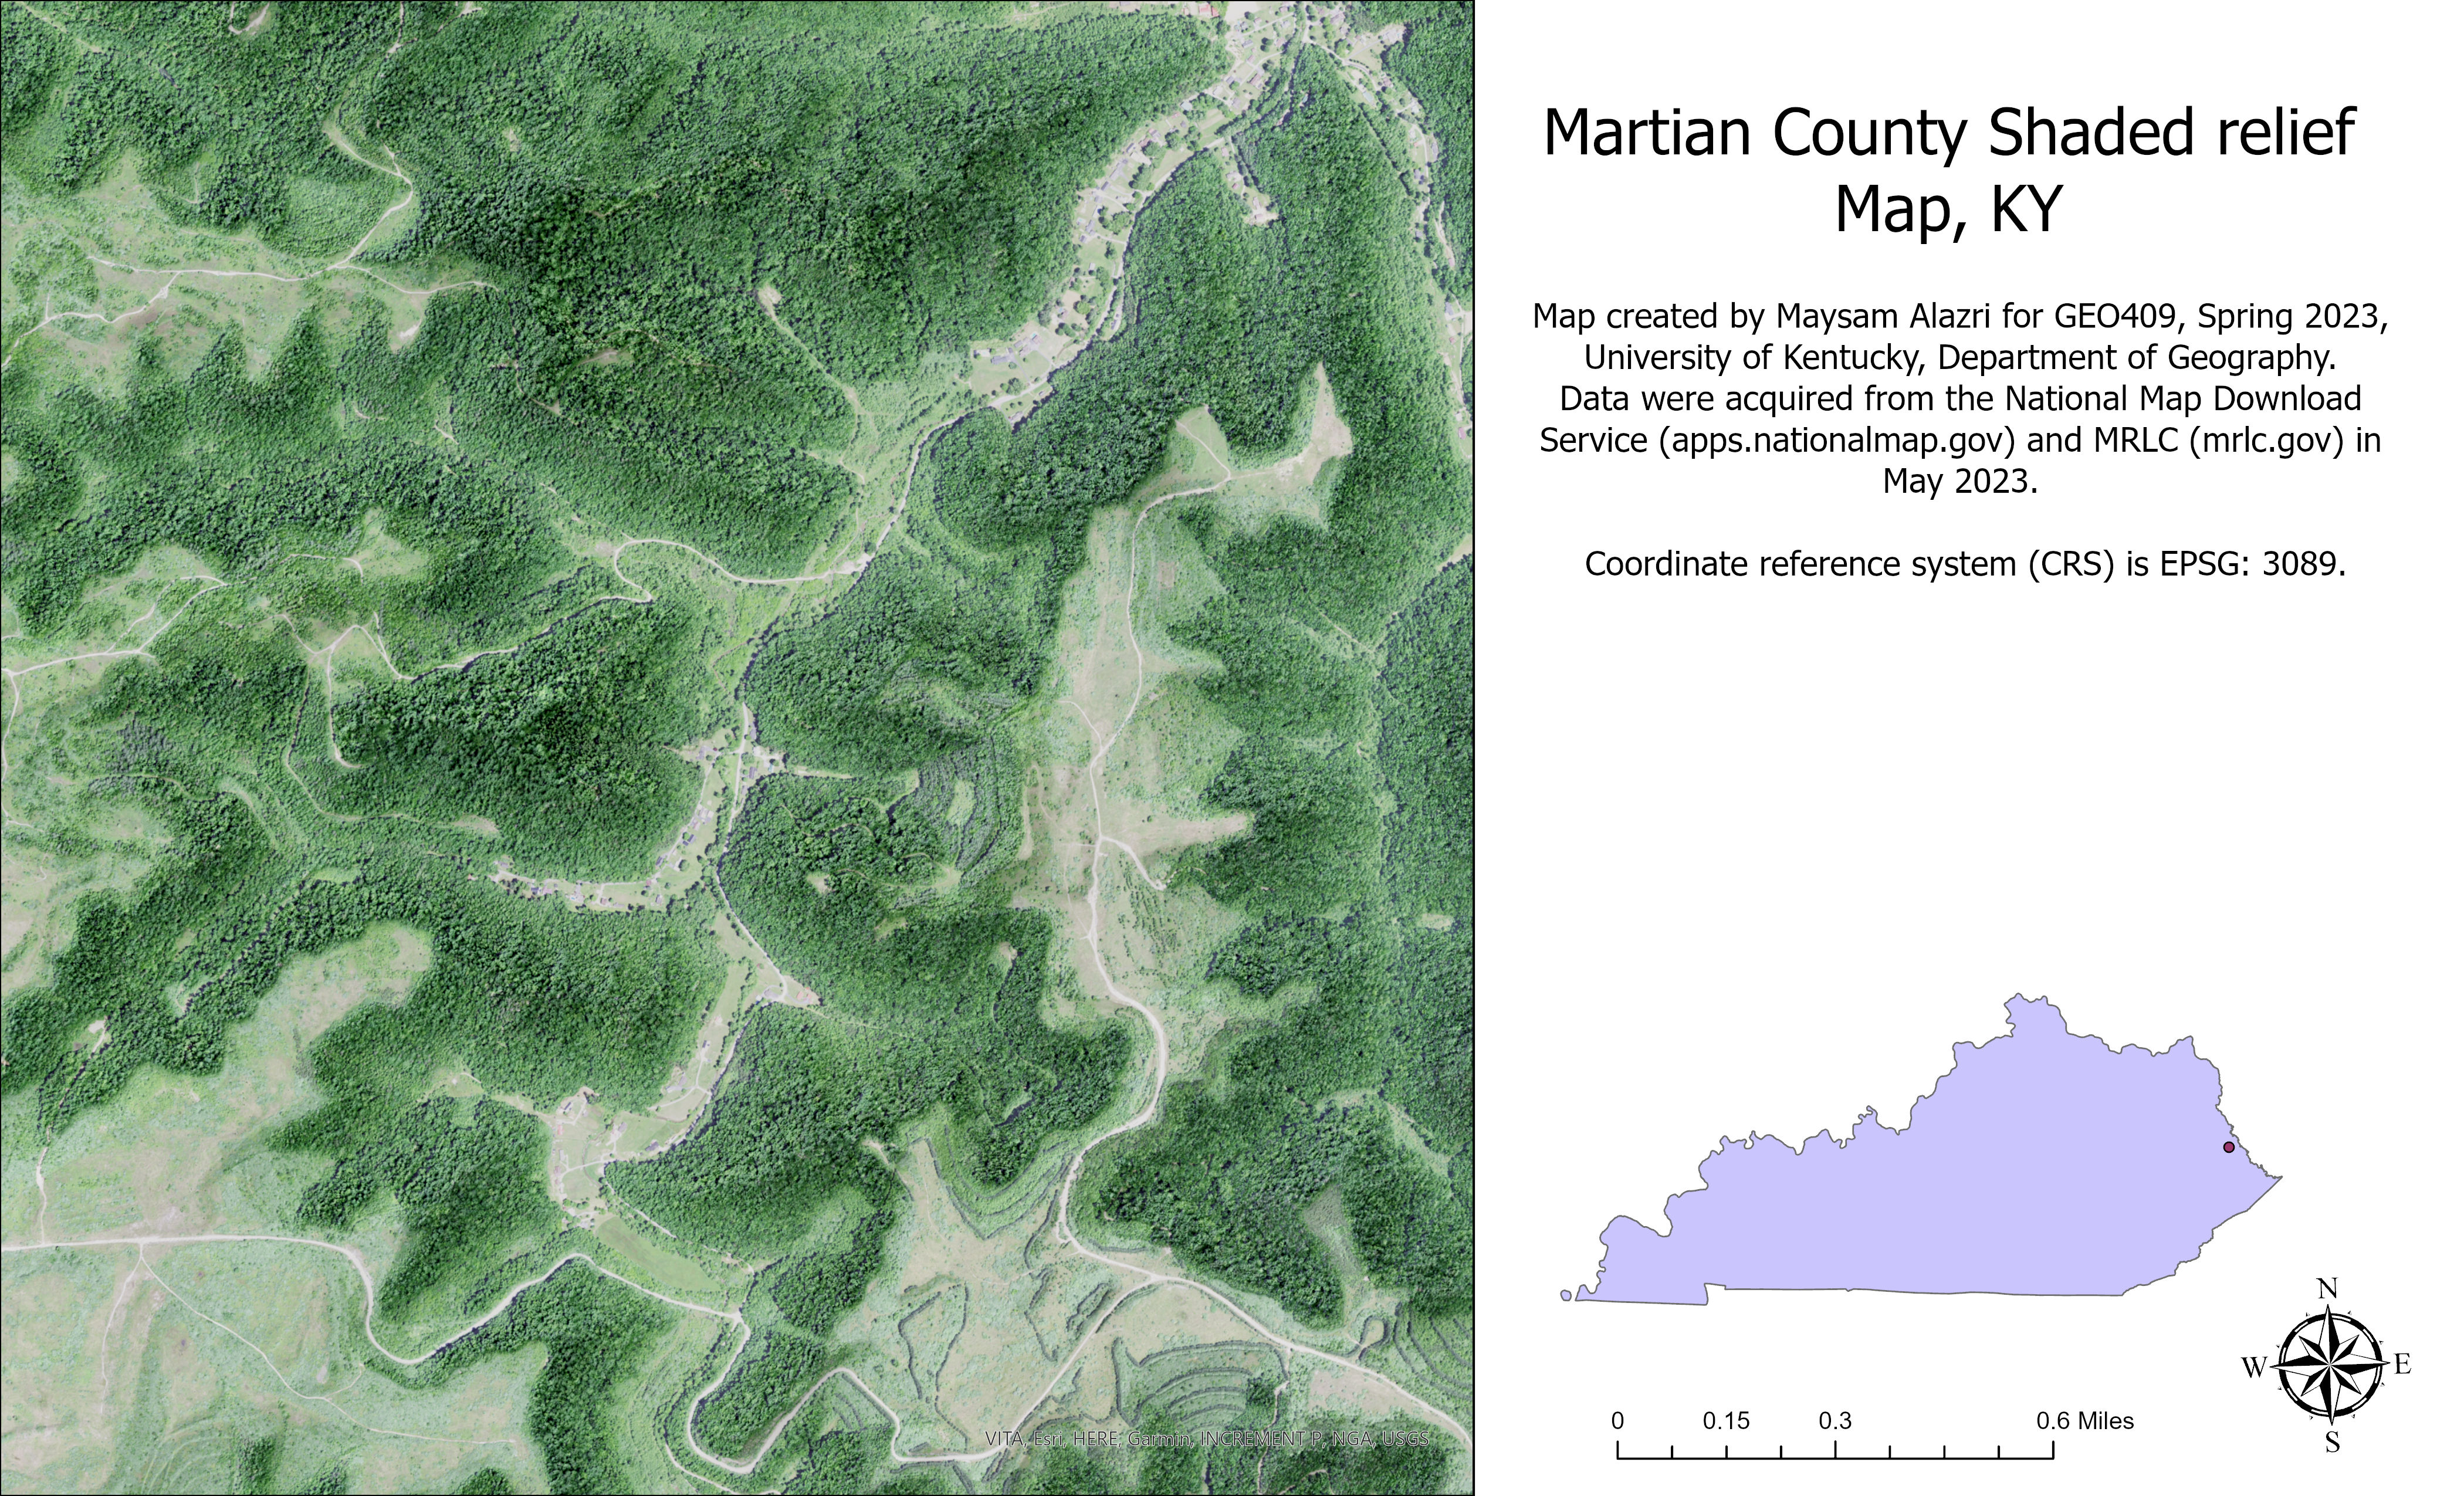 Martian County Shaded relief
Map, KY
Map created by Maysam Alazri for GEO409, Spring 2023,
University of Kentucky, Department of Geography.
Data were acquired from the National Map Download
Service (apps.nationalmap.gov) and MRLC (mrlc.gov) in
May 2023.
Coordinate reference system (CRS) is EPSG: 3089.
N
W E
S
0 0.15 0.3 0.6 Miles
VITA, Esri, HERE, Garmin, INCREMENT P, NGA, USGS